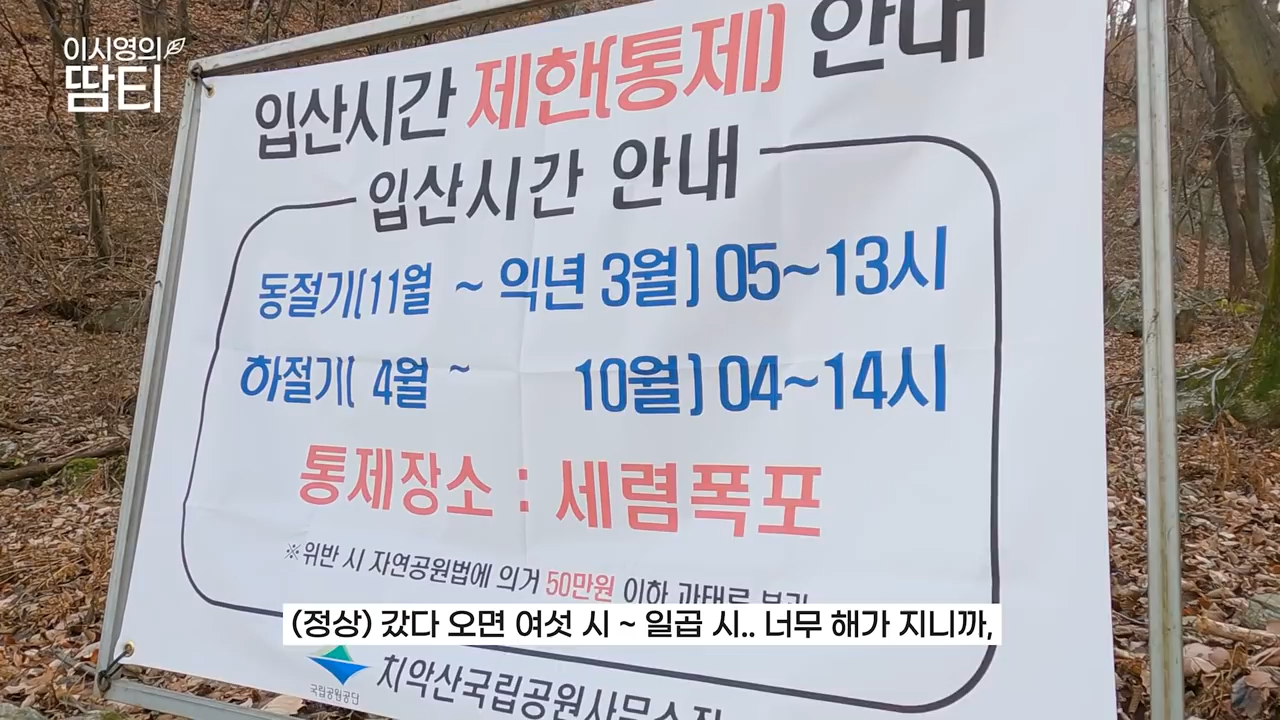 이시영의
땀티
입산시간 제한(통제) 안내
입산시간 안내
동절기(11월 ~ 익년 3월) 05~13시
하절기( 4월 ~ 10월) 04~14시
통제장소 : 세렴폭포
※위반 시 자연공원법에 의거 50만원 이하 과태료 부과
(정상) 갔다 오면 여섯 시 ~ 일곱 시.. 너무 해가 지니까,
국립공원공단
치악산국립공원사무소장